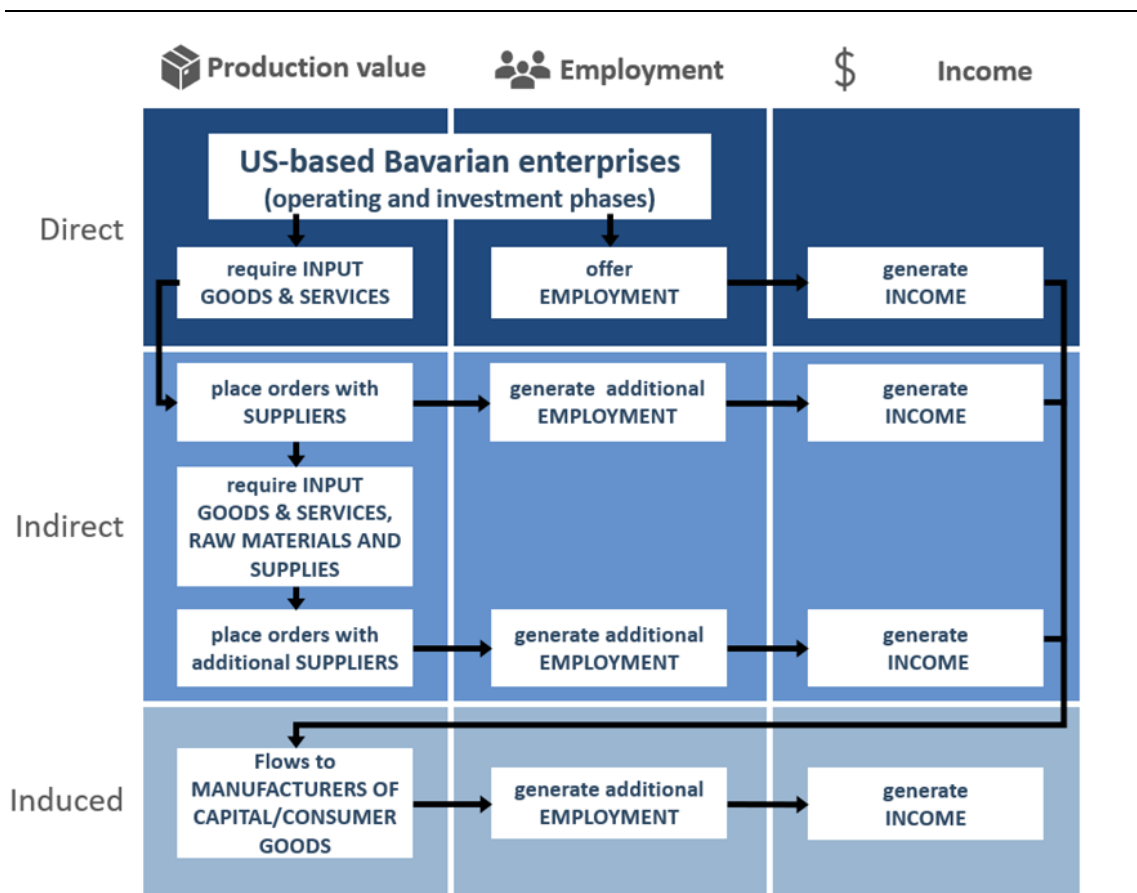 Production value
Employment
$ Income
US-based Bavarian enterprises
(operating and investment phases)
Direct
require INPUT
GOODS & SERVICES
offer
EMPLOYMENT
generate
INCOME
place orders with
SUPPLIERS
generate additional
EMPLOYMENT
generate
INCOME
Indirect
require INPUT
GOODS & SERVICES,
RAW MATERIALS AND
SUPPLIES
place orders with
additional SUPPLIERS
generate additional
EMPLOYMENT
generate
INCOME
Induced
Flows to
MANUFACTURERS OF
CAPITAL/CONSUMER
GOODS
generate additional
EMPLOYMENT
generate
INCOME